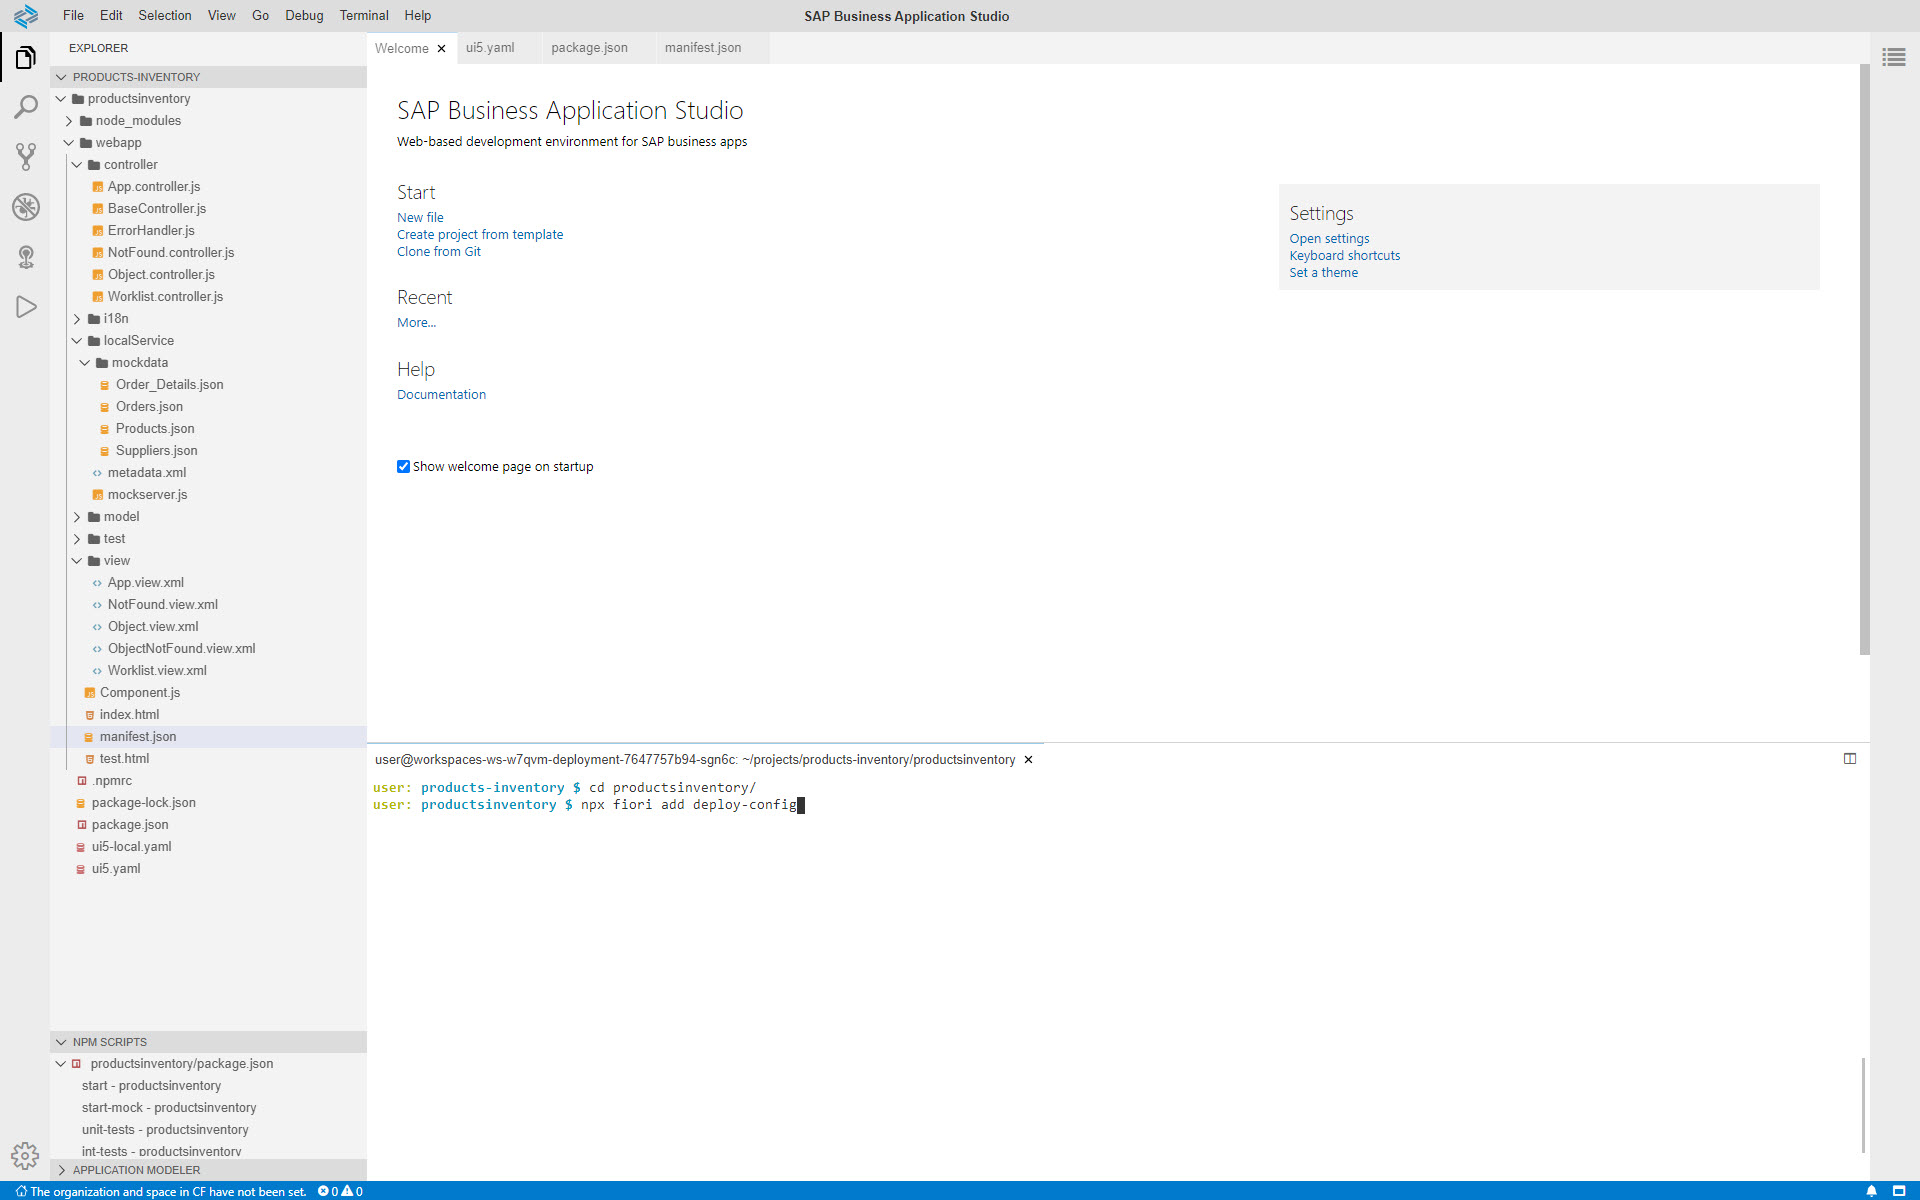 File Edit Selection View Go Debug Terminal Help
SAP Business Application Studio
EXPLORER
PRODUCTS-INVENTORY
productsinventory
node_modules
webapp
controller
App.controller.js
BaseController.js
ErrorHandler.js
NotFound.controller.js
Object.controller.js
Worklist.controller.js
i18n
localService
mockdata
Order_Details.json
Orders.json
Products.json
Suppliers.json
metadata.xml
mockserver.js
model
test
view
App.view.xml
NotFound.view.xml
Object.view.xml
ObjectNotFound.view.xml
Worklist.view.xml
Component.js
index.html
manifest.json
test.html
.npmrc
package-lock.json
package.json
ui5-local.yaml
ui5.yaml
NPM SCRIPTS
productsinventory/package.json
start - productsinventory
start-mock - productsinventory
unit-tests - productsinventory
int-tests - productsinventory
APPLICATION MODELER
Welcome ui5.yaml package.json manifest.json
SAP Business Application Studio
Web-based development environment for SAP business apps
Start
New file
Create project from template
Clone from Git
Recent
More...
Help
Documentation
Show welcome page on startup
Settings
Open settings
Keyboard shortcuts
Set a theme
user@workspaces-ws-w7qvm-deployment-7647757b94-sgn6c: ~/projects/products-inventory/productsinventory
user: products-inventory $ cd productsinventory/
user: productsinventory $ npx fiori add deploy-config
The organization and space in CF have not been set. 0 0